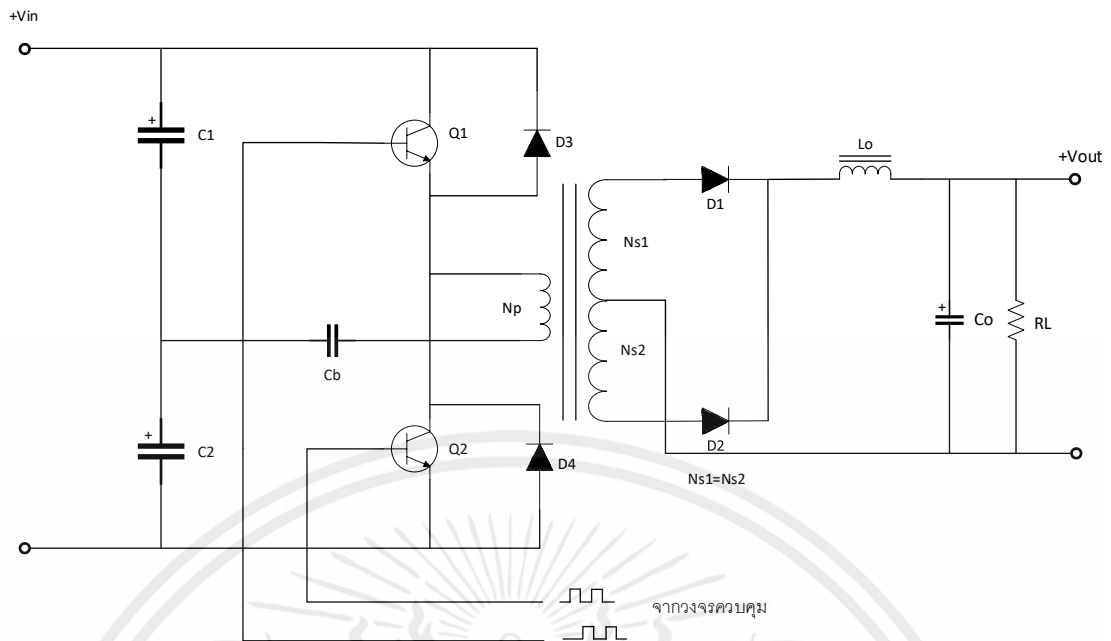 +Vin
+
C1
Q1
D3
Lo
+Vout
D1
Ns1
Np
Ns2
+
Co
RL
Cb
+
C2
Q2
D4
D2
Ns1=Ns2
จากวงจรควบคุม